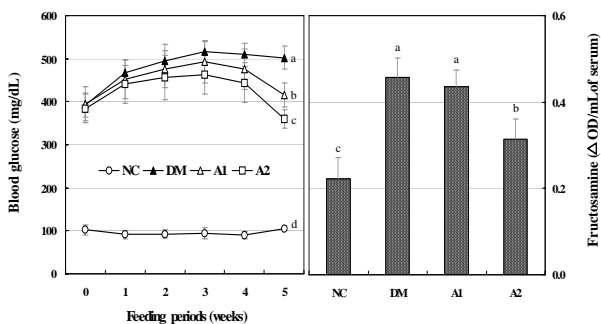 Blood glucose (mg/dL)
600
500
400
300
200
100
0
NC DM A1 A2
a
b
c
d
0 1 2 3 4 5
Feeding periods (weeks)
c
a
a
b
NC DM A1 A2
0.6
0.4
0.2
0.0
Fructosamine (△OD/mLof serum)